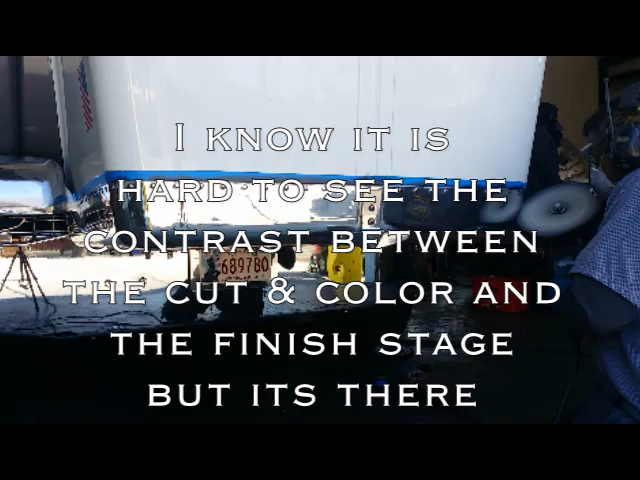 I KNOW IT IS
HARD TO SEE THE
CONTRAST BETWEEN
6897BO
THE CUT & COLOR AND
THE FINISH STAGE
BUT ITS THERE